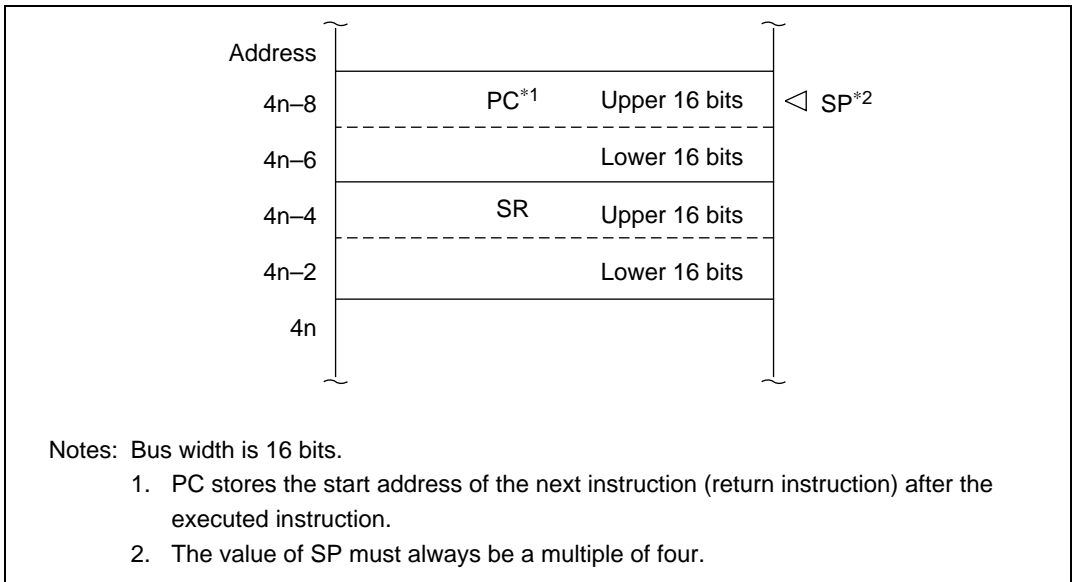 Address
4n–8 PC*1 Upper 16 bits SP*2
4n–6 Lower 16 bits
4n–4 SR Upper 16 bits
4n–2 Lower 16 bits
4n
Notes: Bus width is 16 bits.
1. PC stores the start address of the next instruction (return instruction) after the
executed instruction.
2. The value of SP must always be a multiple of four.